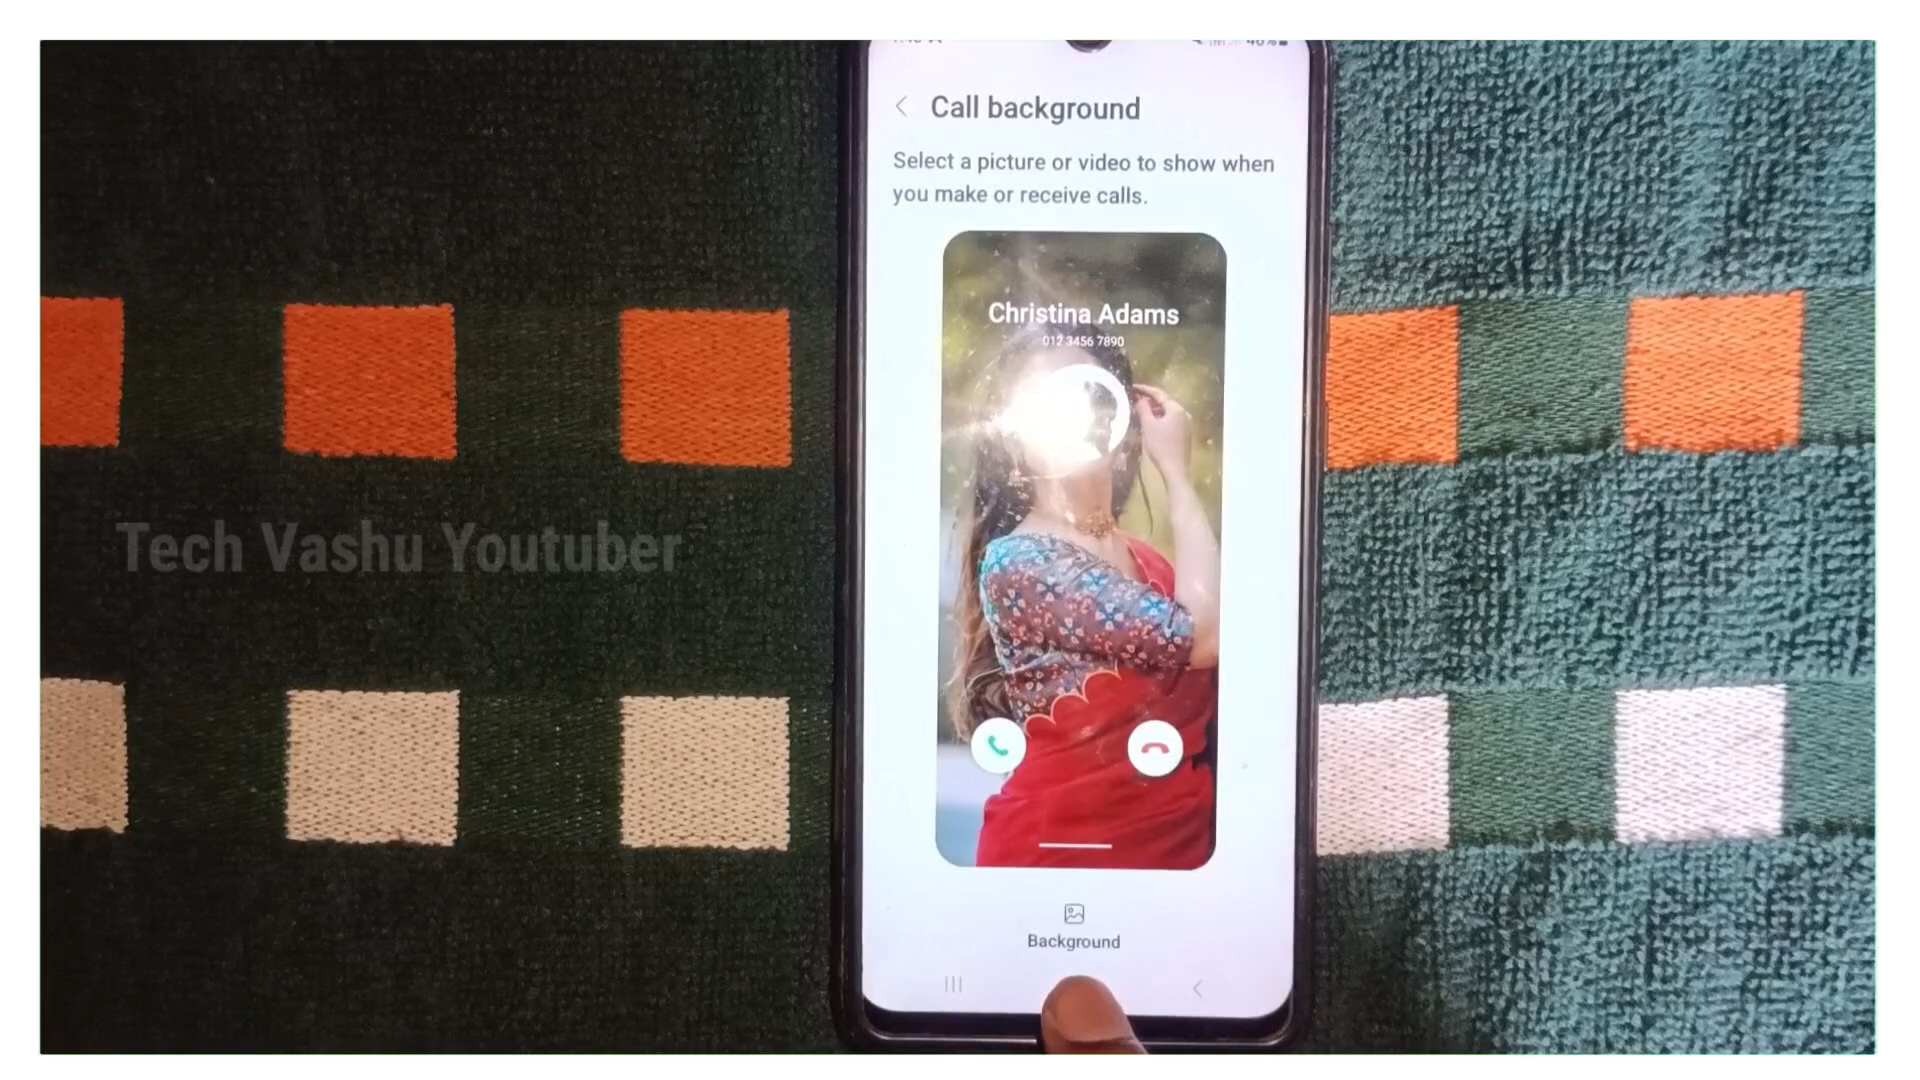 Call background
Select a picture or video to show when
you make or receive calls.
Christina Adams
012 3456 7890
Tech Vashu Youtuber
Background